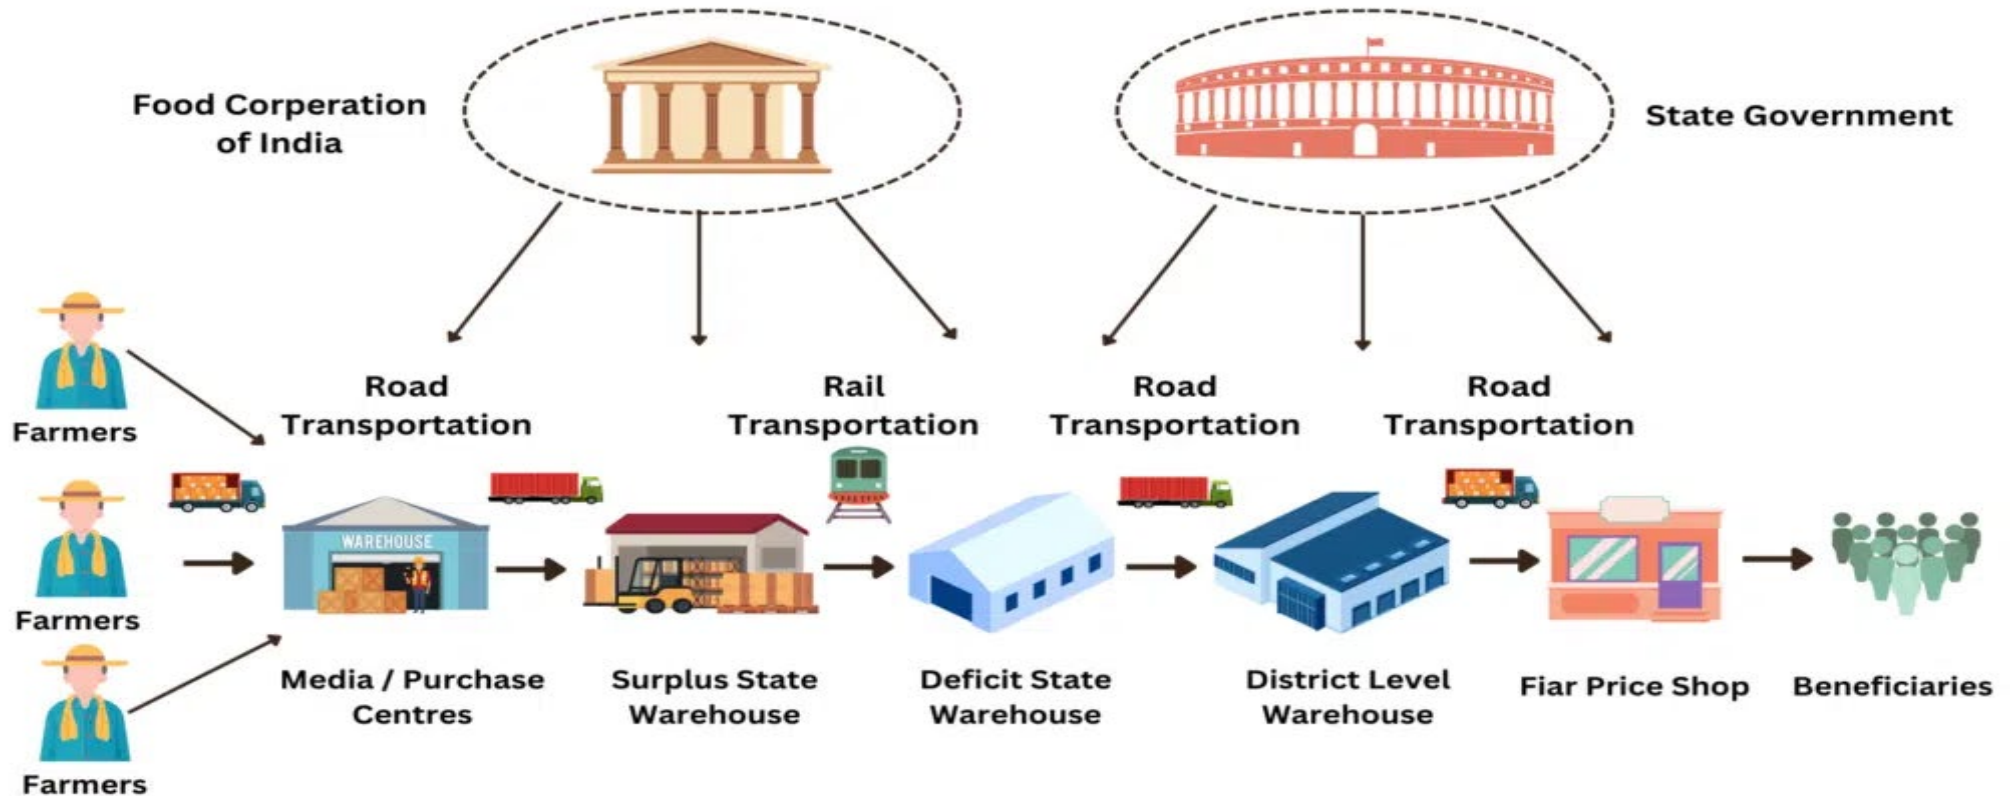 Food Corperation
of India
State Government
Road
Transportation
Rail
Transportation
Road
Transportation
Road
Transportation
Farmers
WAREHOUSE
Farmers
Media / Purchase
Centres
Surplus State
Warehouse
Deficit State
Warehouse
District Level
Warehouse
Fiar Price Shop
Beneficiaries
Farmers